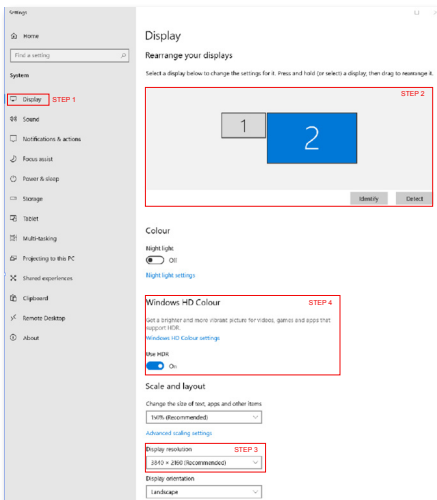 Settings
Home
Find a setting
System
Display STEP 1
Sound
Notifications & actions
Focus assist
Power & sleep
Storage
Tablet
Multi-tasking
Projecting to this PC
Shared experiences
Clipboard
Remote Desktop
About
Display
Rearrange your displays
Select a display below to change the settings for it. Press and hold (or select) a display, then drag to rearrange it.
STEP 2
1
2
Identify Detect
Colour
Night light
Off
Night light settings
Windows HD Colour STEP 4
Get a brighter and more vibrant picture for videos, games and apps that
support HDR.
Windows HD Colour settings
Use HDR
On
Scale and layout
Change the size of text, apps and other items
(Recommended)
Advanced scaling settings
Display resolution STEP 3
3840 × 2160 (Recommended)
Display orientation
Landscape